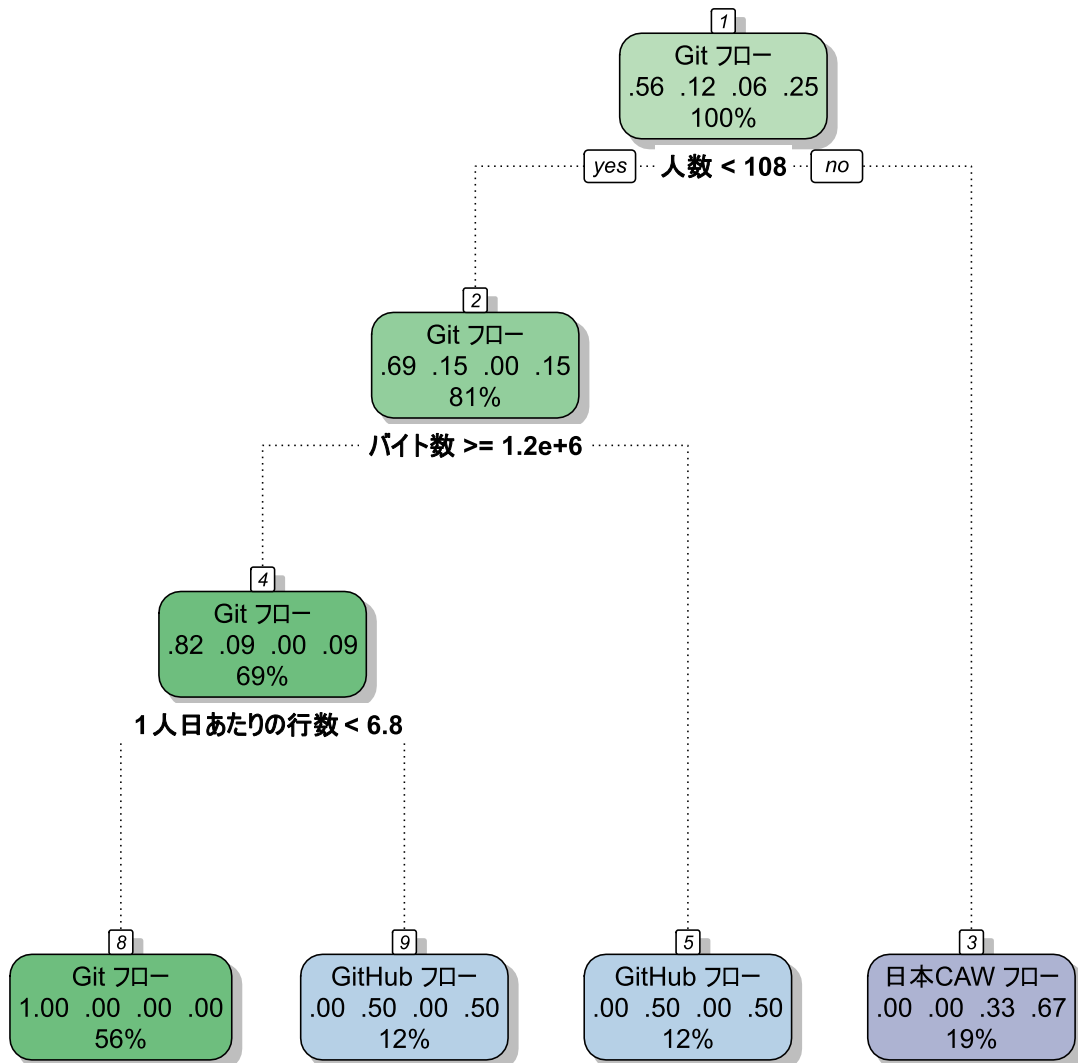 1
Git フロー
.56 .12 .06 .25
100%
yes 人数 < 108 no
2
Git フロー
.69 .15 .00 .15
81%
バイト数 >= 1.2e+6
4
Git フロー
.82 .09 .00 .09
69%
1人日あたりの行数 < 6.8
8
Git フロー
1.00 .00 .00 .00
56%
9
GitHub フロー
.00 .50 .00 .50
12%
5
GitHub フロー
.00 .50 .00 .50
12%
3
日本CAW フロー
.00 .00 .33 .67
19%